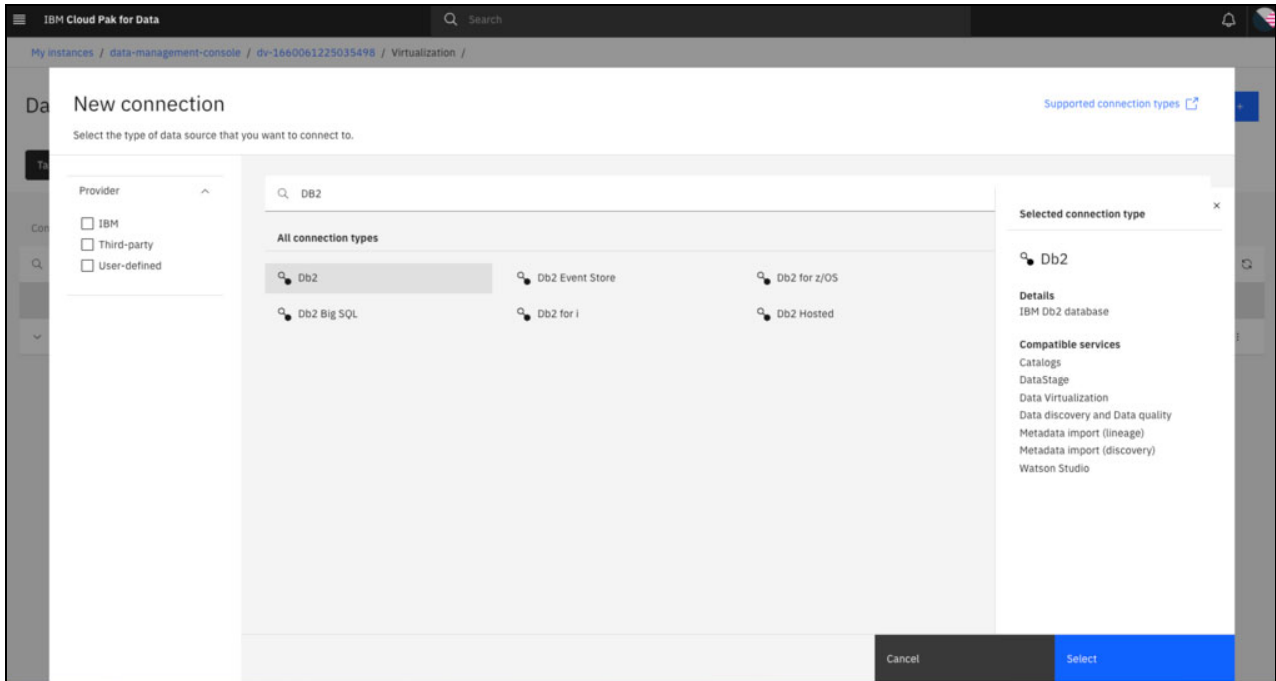 IBM Cloud Pak for Data
Search
My instances / data-management-console / dv-1660061225035498 / Virtualization /
Da
New connection
Supported connection types
+
Select the type of data source that you want to connect to.
Ta
Provider
IBM
Third-party
User-defined
Con
DB2
All connection types
Db2
Db2 Event Store
Db2 for z/OS
Db2 Big SQL
Db2 for i
Db2 Hosted
Selected connection type
×
Db2
Details
IBM Db2 database
Compatible services
Catalogs
DataStage
Data Virtualization
Data discovery and Data quality
Metadata import (lineage)
Metadata import (discovery)
Watson Studio
Cancel
Select